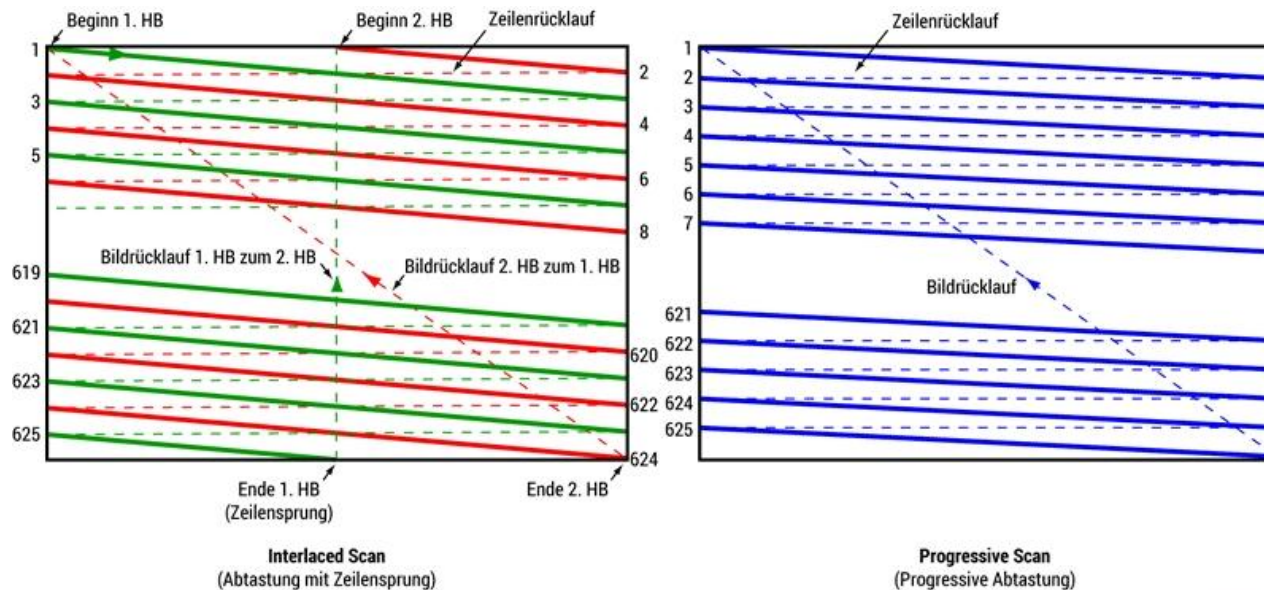 Beginn 1. HB
Beginn 2. HB
Zeilenrücklauf
1
2
3
4
5
6
8
619
Bildrücklauf 1. HB zum 2. HB
Bildrücklauf 2. HB zum 1. HB
621
620
623
622
625
624
Ende 1. HB
(Zeilensprung)
Ende 2. HB
Interlaced Scan
(Abtastung mit Zeilensprung)
Zeilenrücklauf
1
2
3
4
5
6
7
Bildrücklauf
621
622
623
624
625
Progressive Scan
(Progressive Abtastung)